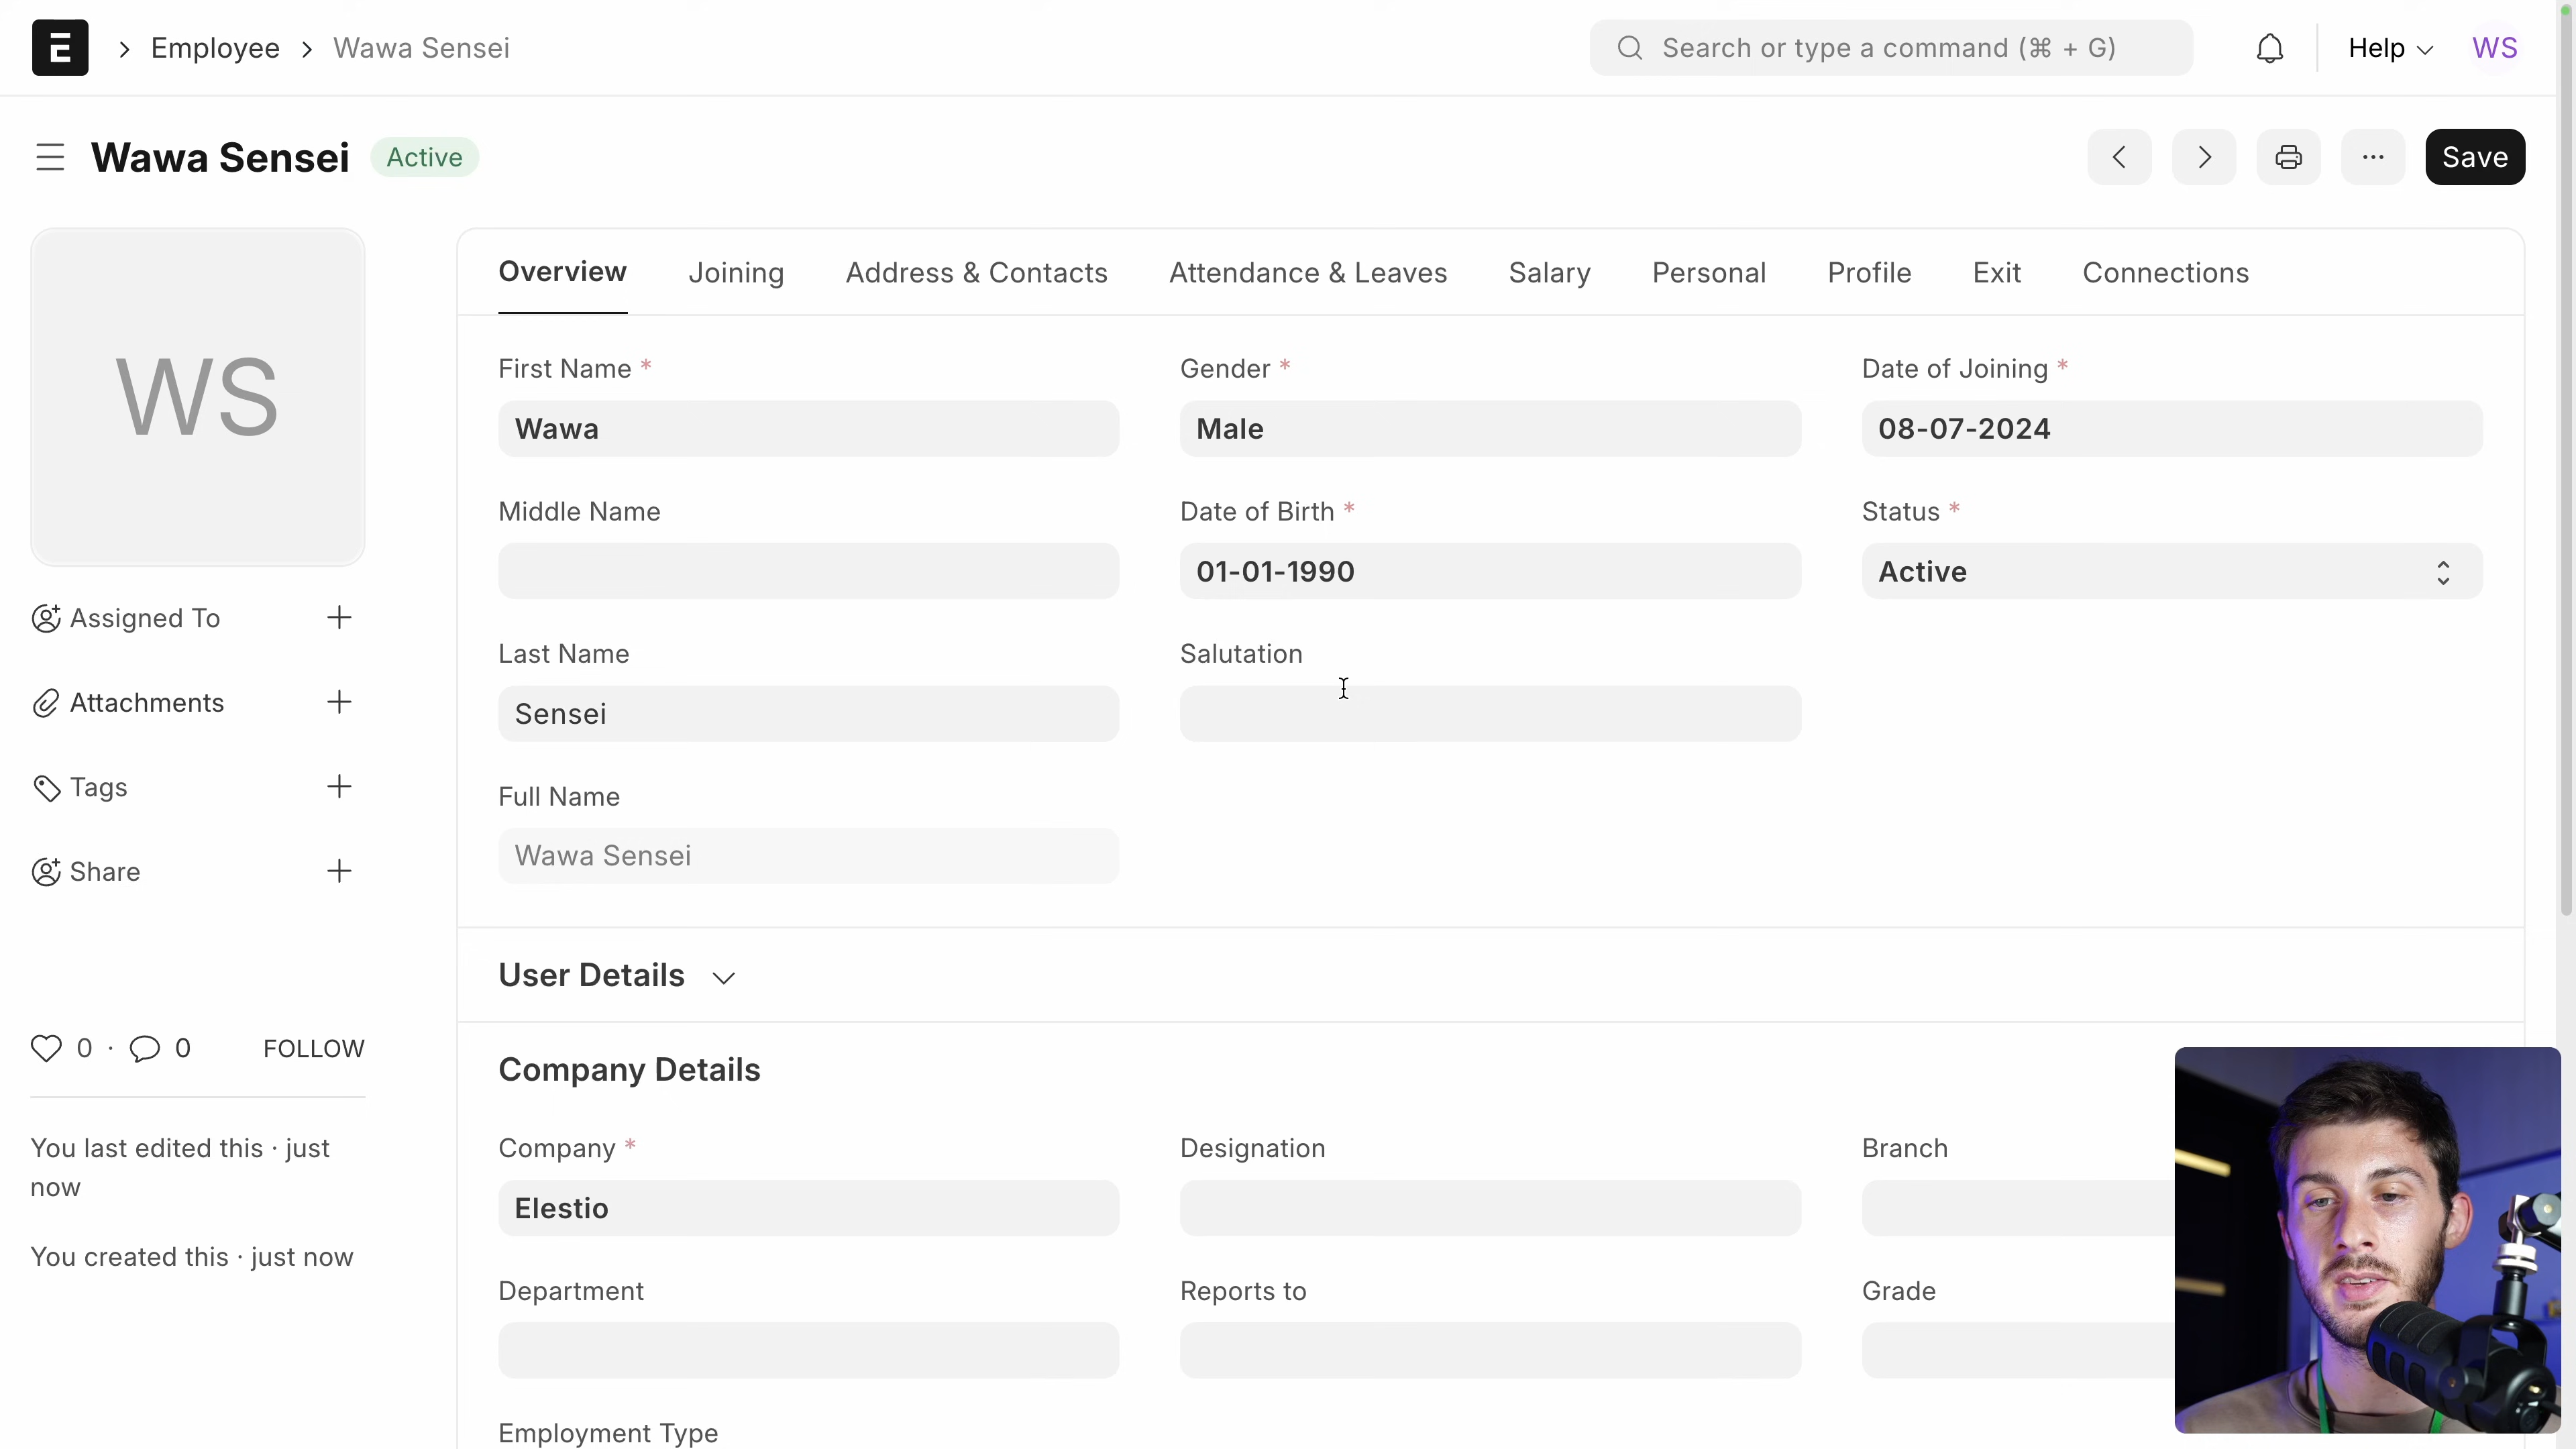 E
Employee
Wawa Sensei
Search or type a command (⌘ + G)
Help
WS
Wawa Sensei
Active
Save
WS
Assigned To
Attachments
Tags
Share
0 · 0
FOLLOW
You last edited this · just
now
You created this · just now
Overview
Joining
Address & Contacts
Attendance & Leaves
Salary
Personal
Profile
Exit
Connections
First Name *
Gender *
Date of Joining *
Wawa
Male
08-07-2024
Middle Name
Date of Birth *
Status *
01-01-1990
Active
Last Name
Salutation
Sensei
Full Name
Wawa Sensei
User Details
Company Details
Company *
Designation
Branch
Elestio
Department
Reports to
Grade
Employment Type